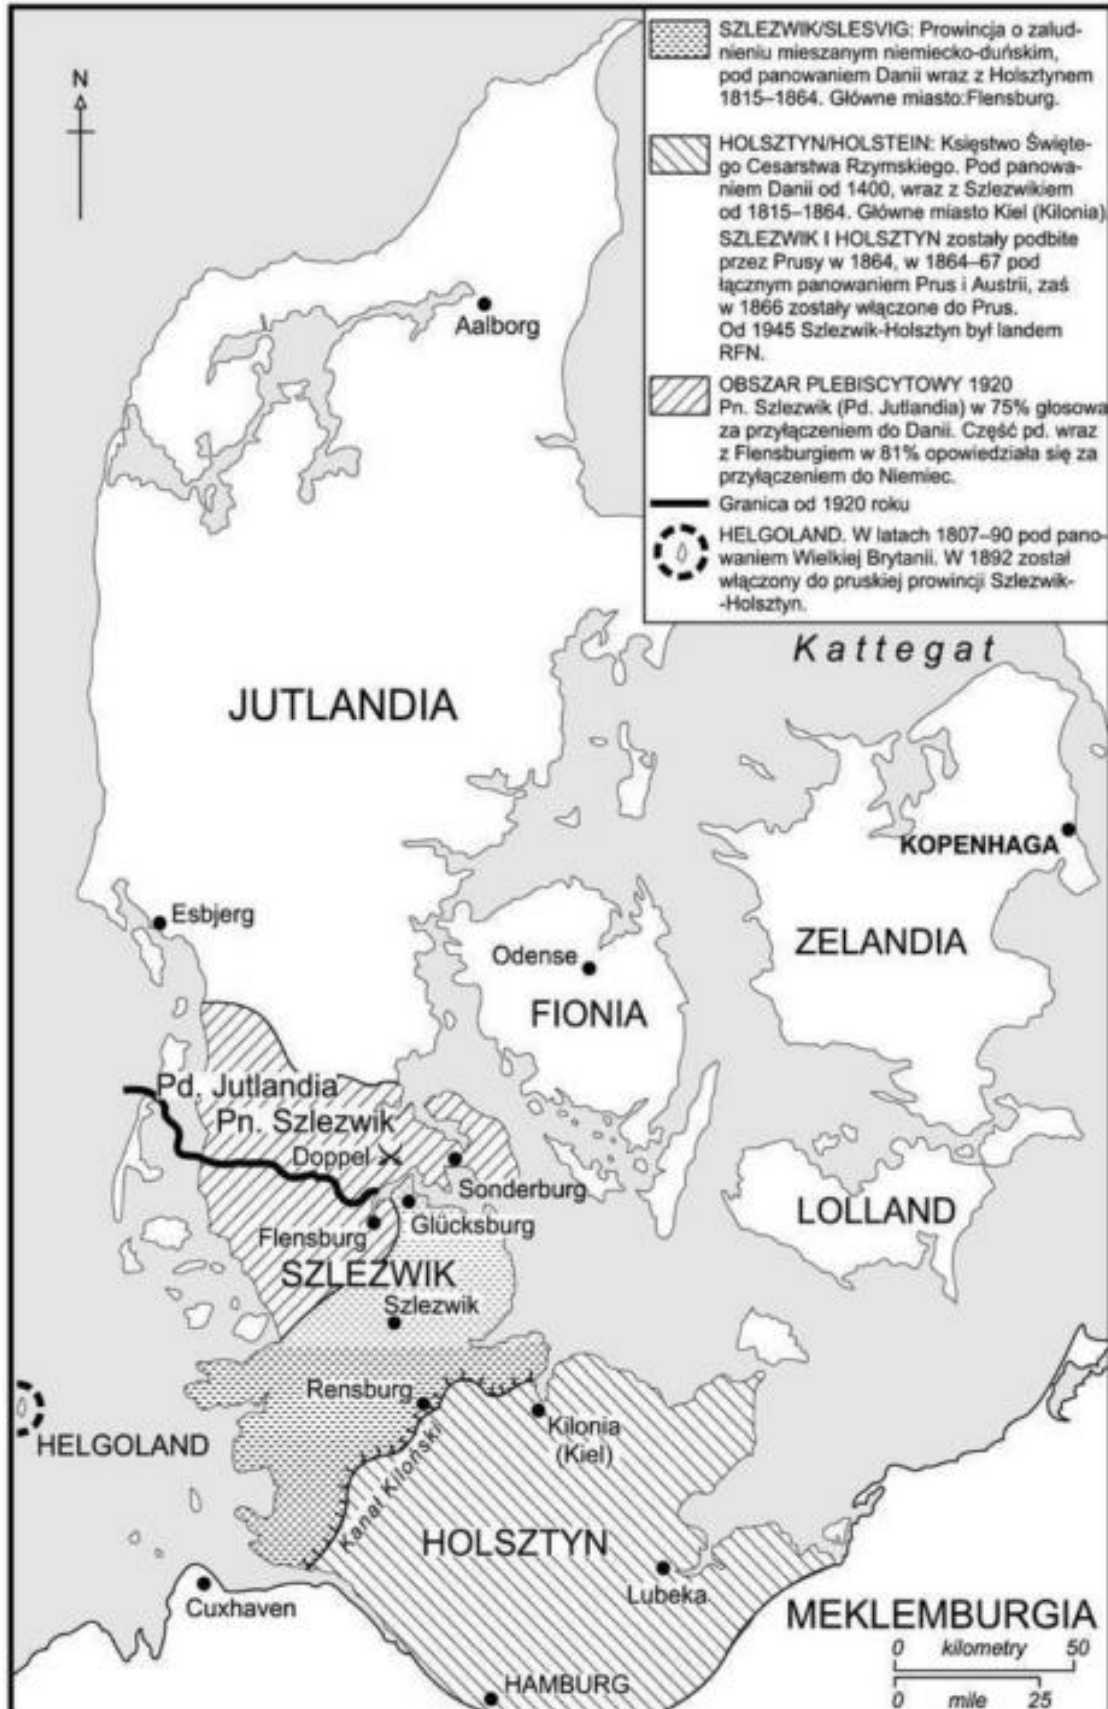 SZLEZWIK/SLESVIG: Prowincja o zalud-
nieniu mieszanym niemiecko-duńskim,
pod panowaniem Danii wraz z Holsztynem
1815–1864. Główne miasto:Flensburg.
HOLSZTYN/HOLSTEIN: Księstwo Święte-
go Cesarstwa Rzymskiego. Pod panowa-
niem Danii od 1400, wraz z Szlezwikiem
od 1815–1864. Główne miasto Kiel (Kilonia)
SZLEZWIK I HOLSZTYN zostały podbite
przez Prusy w 1864, w 1864–67 pod
łącznym panowaniem Prus i Austrii, zaś
w 1866 zostały włączone do Prus.
Od 1945 Szlezwik-Holsztyn był landem
RFN.
OBSZAR PLEBISCYTOWY 1920
Pn. Szlezwik (Pd. Jutlandia) w 75% głosowa
za przyłączeniem do Danii. Część pd. wraz
z Flensburgiem w 81% opowiedziała się za
przyłączeniem do Niemiec.
Granica od 1920 roku
HELGOLAND. W latach 1807–90 pod pano-
waniem Wielkiej Brytanii. W 1892 został
włączony do pruskiej prowincji Szlezwik-
-Holsztyn.
N
Aalborg
Kattegat
JUTLANDIA
KOPENHAGA
Esbjerg
ZELANDIA
Odense
FIONIA
Pd. Jutlandia
Pn. Szlezwik
Doppel
Sonderburg
LOLLAND
Glücksburg
Flensburg
SZLEZWIK
Szlezwik
Rensburg
Kilonia
(Kiel)
HELGOLAND
Kanał Kiloński
HOLSZTYN
Lubeka
Cuxhaven
MEKLEMBURGIA
0 kilometry 50
HAMBURG
0 mile 25